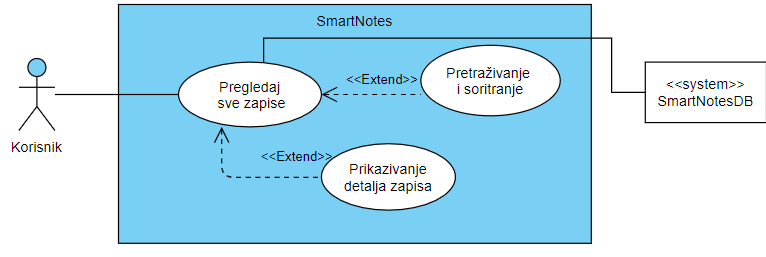 SmartNotes
Pregledaj
sve zapise
<<Extend>>
Pretraživanje
i soritranje
<<system>>
SmartNotesDB
Korisnik
<<Extend>>
Prikazivanje
detalja zapisa